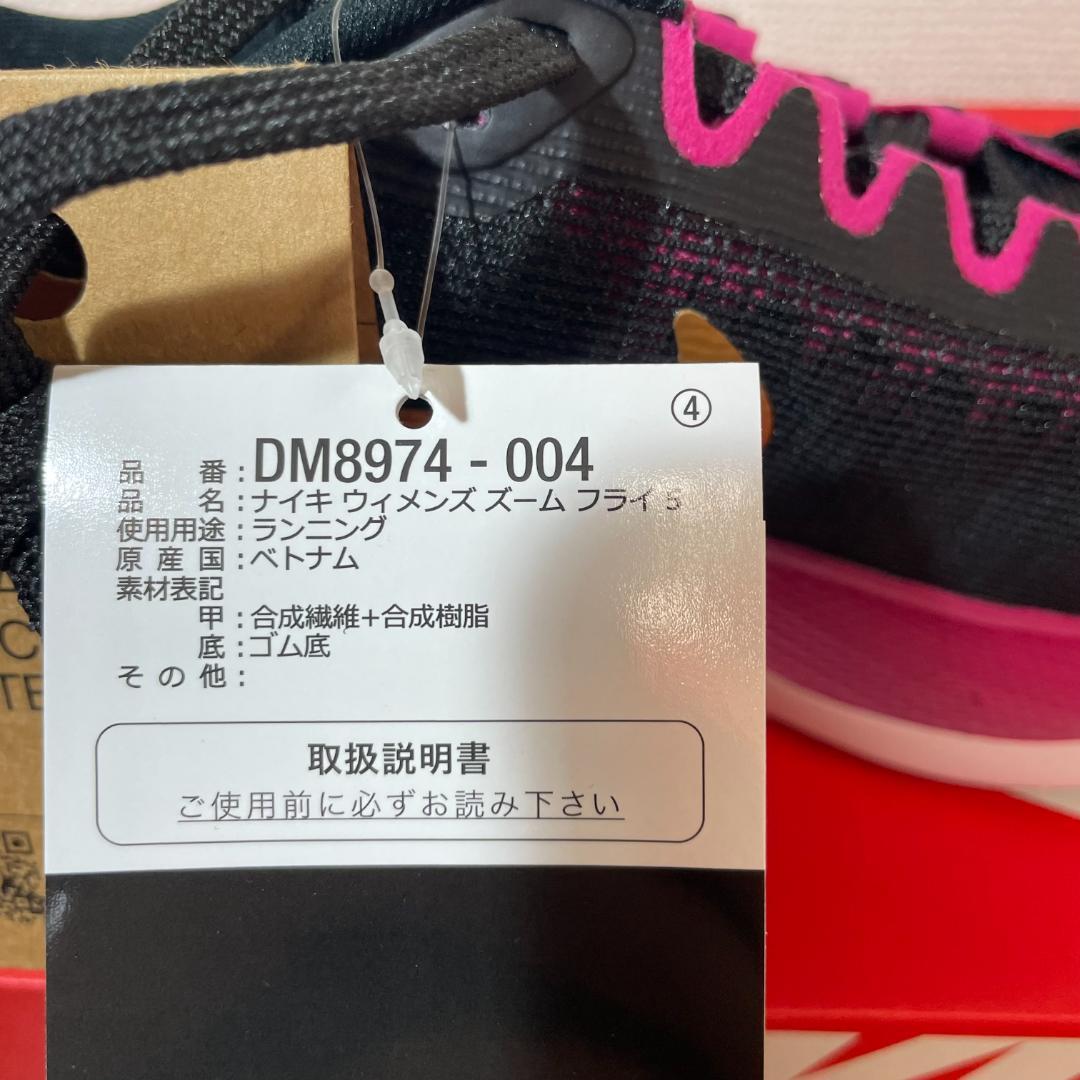 ④
品番：DM8974 - 004
品名：ナイキ ウィメンズ ズーム フライ 5
使用用途：ランニング
原産国：ベトナム
素材表記
甲：合成繊維+合成樹脂
底：ゴム底
その他：
取扱説明書
ご使用前に必ずお読み下さい